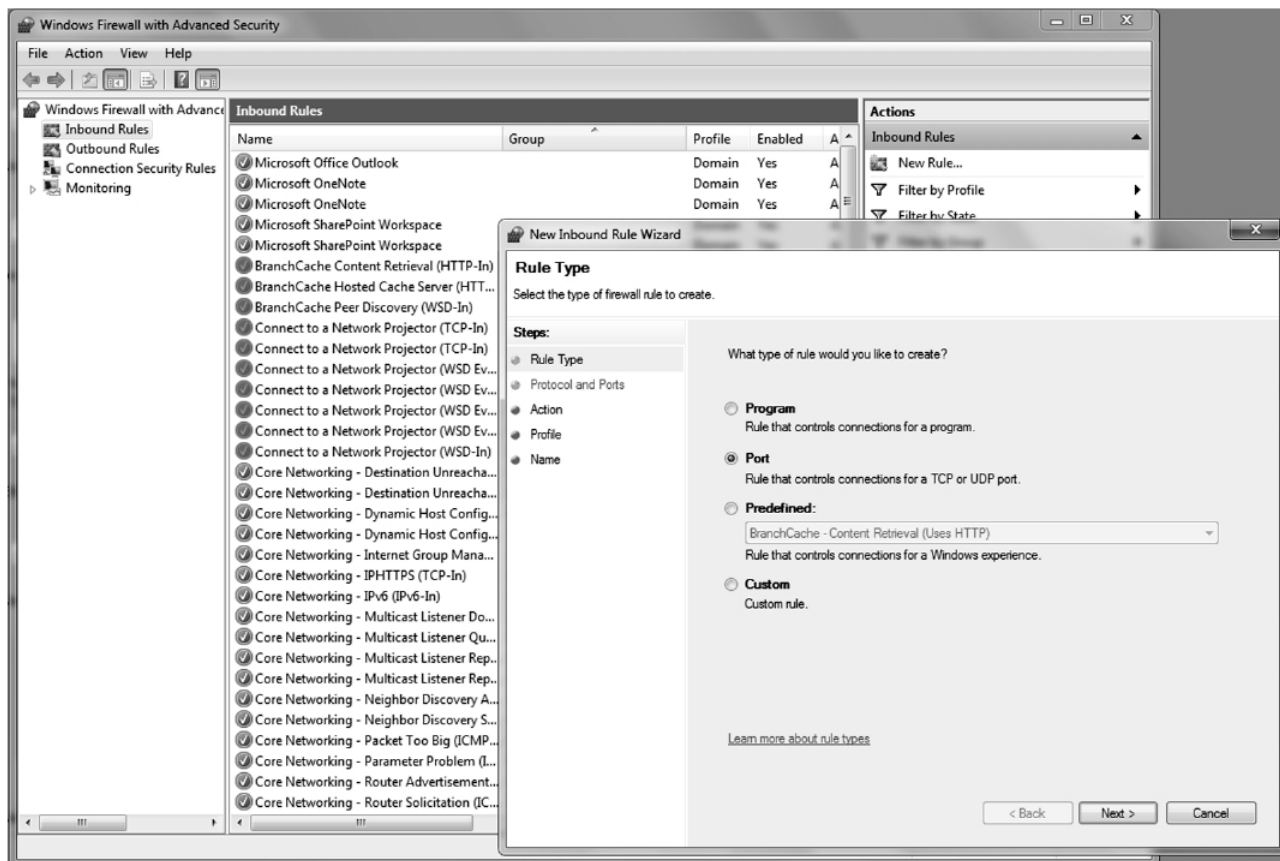 Windows Firewall with Advanced Security
File Action View Help
Windows Firewall with Advance
Inbound Rules
Outbound Rules
Connection Security Rules
Monitoring
Inbound Rules
Name Group Profile Enabled A
Microsoft Office Outlook Domain Yes A
Microsoft OneNote Domain Yes A
Microsoft OneNote Domain Yes A
Microsoft SharePoint Workspace
Microsoft SharePoint Workspace
BranchCache Content Retrieval (HTTP-In)
BranchCache Hosted Cache Server (HTT...
BranchCache Peer Discovery (WSD-In)
Connect to a Network Projector (TCP-In)
Connect to a Network Projector (TCP-In)
Connect to a Network Projector (WSD Ev...
Connect to a Network Projector (WSD Ev...
Connect to a Network Projector (WSD Ev...
Connect to a Network Projector (WSD Ev...
Connect to a Network Projector (WSD-In)
Core Networking - Destination Unreacha...
Core Networking - Destination Unreacha...
Core Networking - Dynamic Host Config...
Core Networking - Dynamic Host Config...
Core Networking - Internet Group Mana...
Core Networking - IPHTTPS (TCP-In)
Core Networking - IPv6 (IPv6-In)
Core Networking - Multicast Listener Do...
Core Networking - Multicast Listener Qu...
Core Networking - Multicast Listener Rep...
Core Networking - Multicast Listener Rep...
Core Networking - Neighbor Discovery A...
Core Networking - Neighbor Discovery S...
Core Networking - Packet Too Big (ICMP...
Core Networking - Parameter Problem (I...
Core Networking - Router Advertisement...
Core Networking - Router Solicitation (IC...
Actions
Inbound Rules
New Rule...
Filter by Profile
Filter by State
New Inbound Rule Wizard
Rule Type
Select the type of firewall rule to create.
Steps:
Rule Type
Protocol and Ports
Action
Profile
Name
What type of rule would you like to create?
Program
Rule that controls connections for a program.
Port
Rule that controls connections for a TCP or UDP port.
Predefined:
BranchCache - Content Retrieval (Uses HTTP)
Rule that controls connections for a Windows experience.
Custom
Custom rule.
Learn more about rule types
< Back Next > Cancel